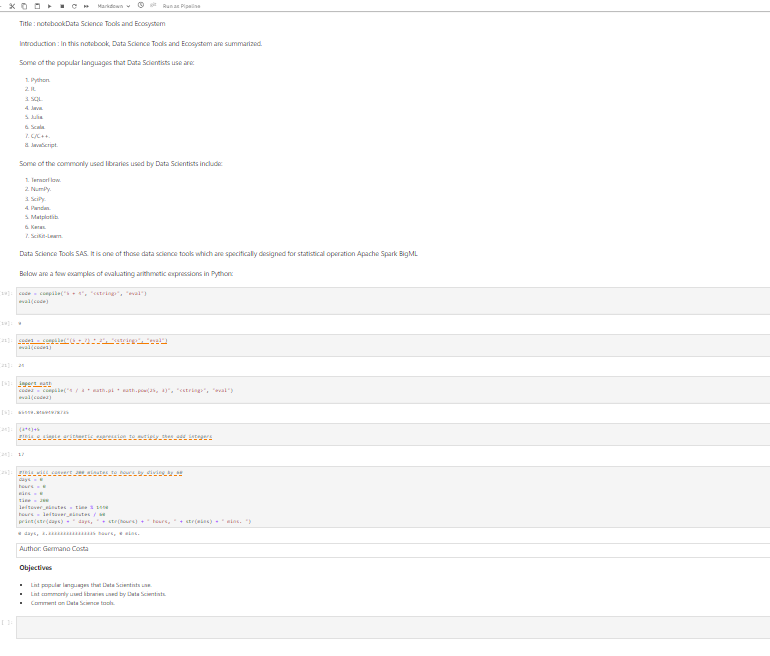 Markdown
Run as Pipeline
Title : notebookData Science Tools and Ecosystem
Introduction : In this notebook, Data Science Tools and Ecosystem are summarized.
Some of the popular languages that Data Scientists use are:
1. Python.
2. R.
3. SQL.
4. Java.
5. Julia.
6. Scala.
7. C/C++.
8. JavaScript.
Some of the commonly used libraries used by Data Scientists include:
1. TensorFlow.
2. NumPy.
3. SciPy.
4. Pandas.
5. Matplotlib.
6. Keras.
7. SciKit-Learn.
Data Science Tools SAS. It is one of those data science tools which are specifically designed for statistical operation Apache Spark BigML
Below are a few examples of evaluating arithmetic expressions in Python:
code = compile("5 + 4", "<string>", "eval")
eval(code)
9
code1 = compile("(5 + 7) * 2", "<string>", "eval")
eval(code1)
24
import math
code2 = compile("4 / 3 * math.pi * math.pow(25, 3)", "<string>", "eval")
eval(code2)
(3*4)+5
#This a simple arithmetic expression to mutiply then add integers
17
#This will convert 200 minutes to hours by diving by 60
days = 0
hours = 0
mins = 0
time = 200
leftover_minutes = time % 1440
hours = leftover_minutes / 60
print(str(days) + " days, " + str(hours) + " hours, " + str(mins) + " mins. ")
0 days, 3.3333333333333335 hours, 0 mins.
Author: Germano Costa
Objectives
• List popular languages that Data Scientists use.
• List commonly used libraries used by Data Scientists.
• Comment on Data Science tools.
[ ]: